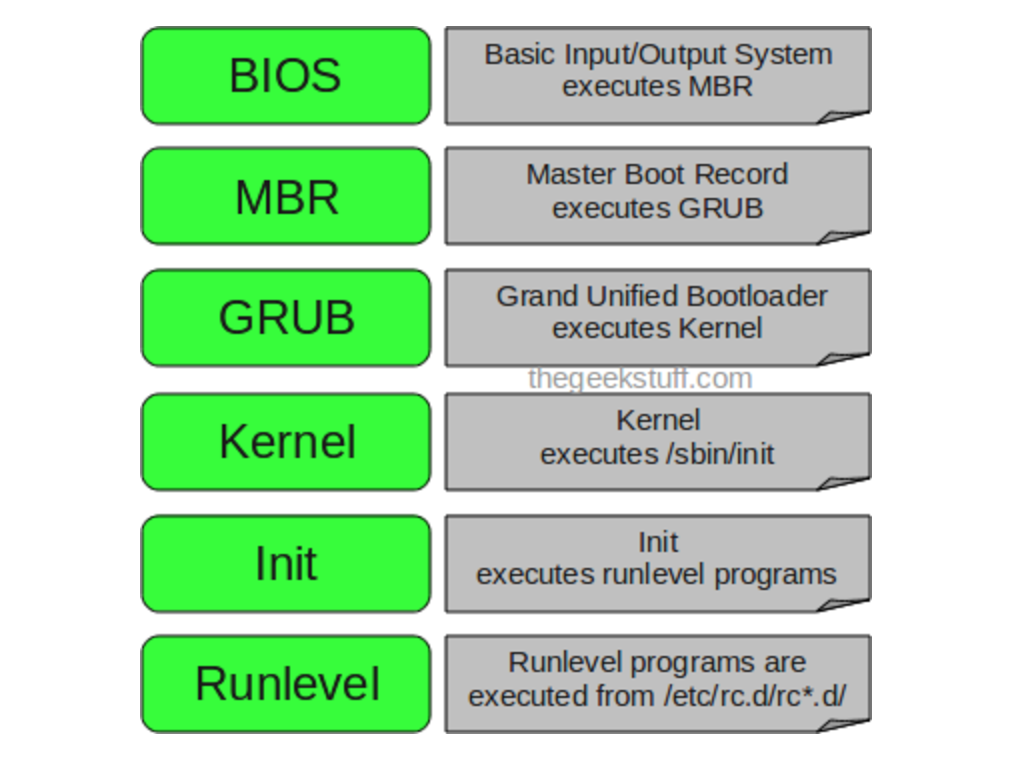 BIOS
Basic Input/Output System
executes MBR
MBR
Master Boot Record
executes GRUB
GRUB
Grand Unified Bootloader
executes Kernel
thegeekstuff.com
Kernel
Kernel
executes /sbin/init
Init
Init
executes runlevel programs
Runlevel
Runlevel programs are
executed from /etc/rc.d/rc*.d/